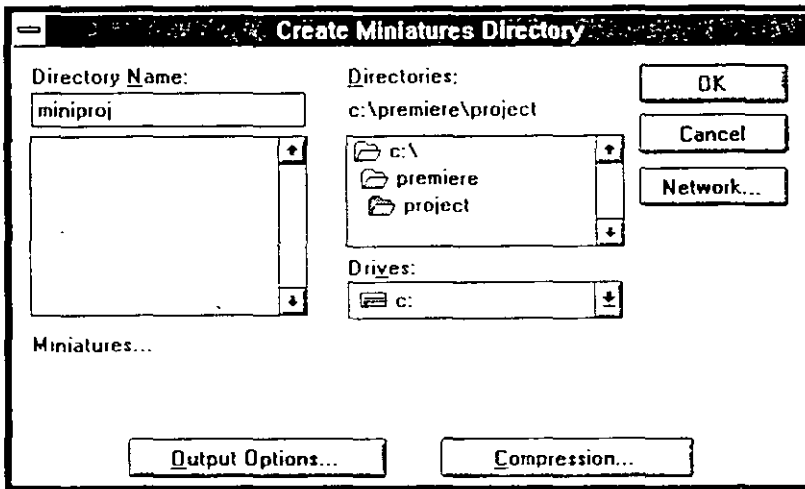 Create Miniatures Directory
Directory Name:
miniproj
Miniatures...
Directories:
c:\premiere\project
c:\
premiere
project
Drives:
c:
OK
Cancel
Network...
Output Options...
Compression...